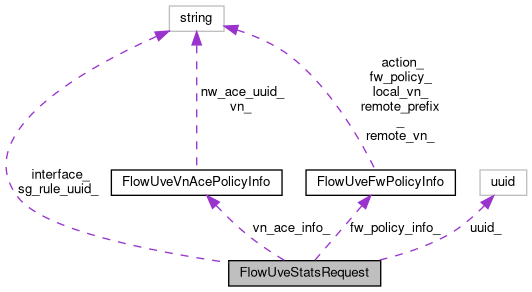 string
action_
fw_policy_
local_vn_
remote_prefix
_
remote_vn_
nw_ace_uuid_
vn_
interface_
sg_rule_uuid_
FlowUveVnAcePolicyInfo
FlowUveFwPolicyInfo
uuid
vn_ace_info_
fw_policy_info_
uuid_
FlowUveStatsRequest